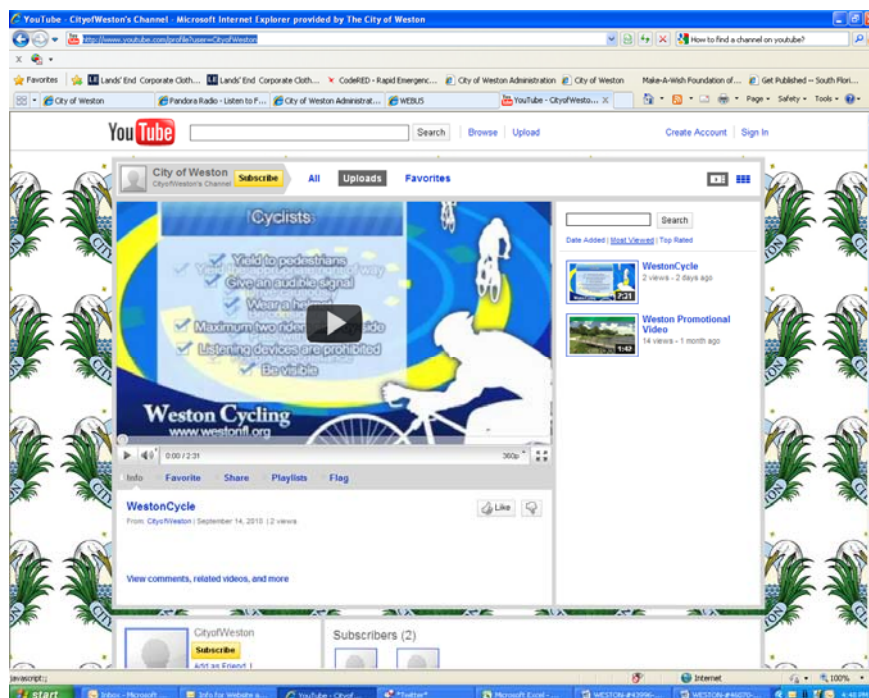 YouTube - CityofWeston's Channel - Microsoft Internet Explorer provided by The City of Weston
http://www.youtube.com/profile?user=CityofWeston
How to find a channel on youtube?
X
Favorites Lands' End Corporate Cloth... Lands' End Corporate Cloth... CodeRED - Rapid Emergenc... City of Weston Administration City of Weston Make-A-Wish Foundation of ... Get Published -- South Flori...
City of Weston Pandora Radio - Listen to F... City of Weston Administrat... WEBUS YouTube - CityofWesto... X Page Safety Tools
YouTube Search Browse Upload Create Account Sign In
City of Weston
CityofWeston's Channel
Subscribe All Uploads Favorites
Cyclists
Yield to pedestrians
Give an audible signal
Wear a helmet
Listening devices are prohibited
Be visible
Weston Cycling
www.westonfl.org
0:00 / 2:31 360p
Info Favorite Share Playlists Flag
WestonCycle
From: CityofWeston | September 14, 2010 | 2 views
Like
View comments, related videos, and more
Search
Date Added | Most Viewed | Top Rated
WestonCycle
2 views - 2 days ago
2:31
Weston Promotional
Video
14 views - 1 month ago
1:42
CityofWeston
Subscribe
Add as Friend |
Subscribers (2)
javascript:; Internet 100%
start Inbox - Microsoft ... Info for Website a... YouTube - Cityof... "Twitter" Microsoft Excel - ... 4:40 PM